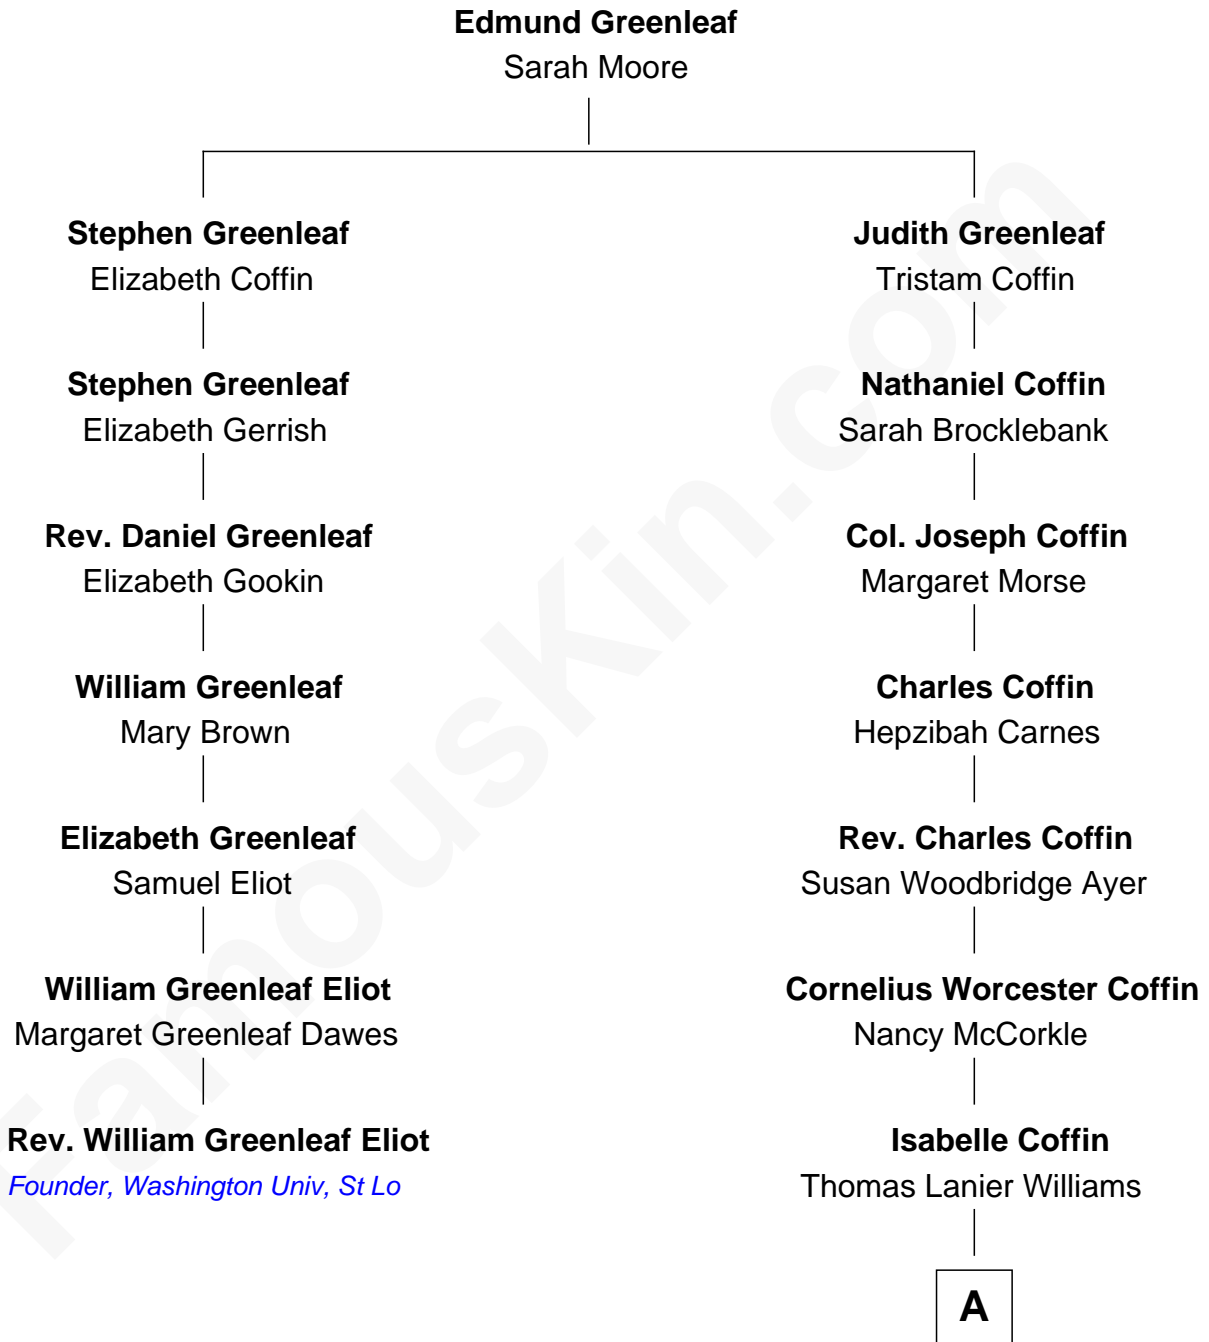 Edmund Greenleaf
Sarah Moore
Stephen Greenleaf
Elizabeth Coffin
Judith Greenleaf
Tristam Coffin
Stephen Greenleaf
Elizabeth Gerrish
Nathaniel Coffin
Sarah Brocklebank
Rev. Daniel Greenleaf
Elizabeth Gookin
Col. Joseph Coffin
Margaret Morse
William Greenleaf
Mary Brown
Charles Coffin
Hepzibah Carnes
Elizabeth Greenleaf
Samuel Eliot
Rev. Charles Coffin
Susan Woodbridge Ayer
William Greenleaf Eliot
Margaret Greenleaf Dawes
Cornelius Worcester Coffin
Nancy McCorkle
Rev. William Greenleaf Eliot
Founder, Washington Univ, St Lo
Isabelle Coffin
Thomas Lanier Williams
A
FamousKin.com